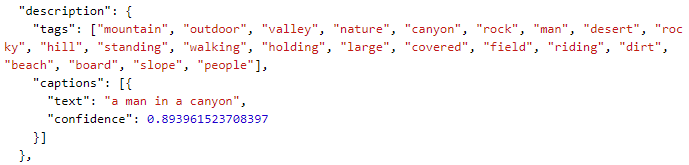 "description": {
"tags": ["mountain", "outdoor", "valley", "nature", "canyon", "rock", "man", "desert", "roc
ky", "hill", "standing", "walking", "holding", "large", "covered", "field", "riding", "dirt",
"beach", "board", "slope", "people"],
"captions": [{
"text": "a man in a canyon",
"confidence": 0.893961523708397
}]
},